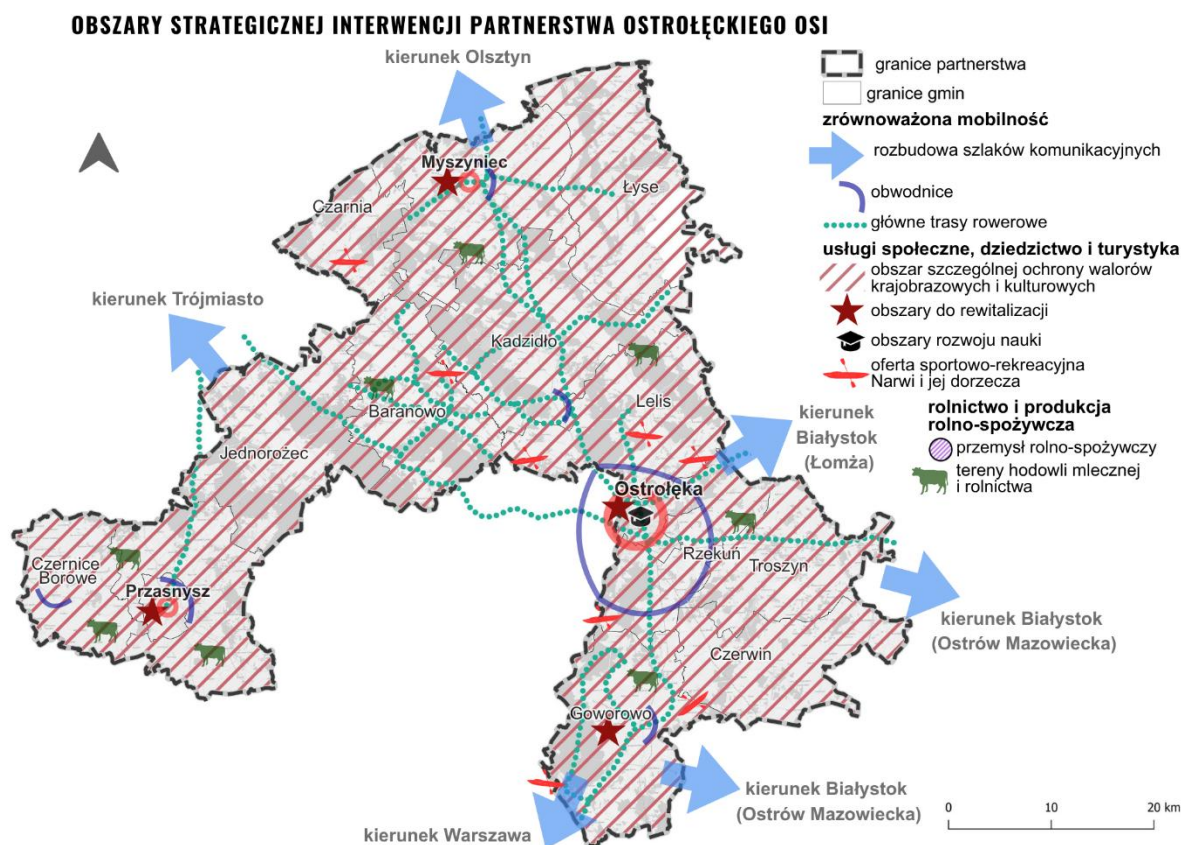 OBSZARY STRATEGICZNEJ INTERWENCJI PARTNERSTWA OSTROŁĘCKIEGO OSI
kierunek Olsztyn
granice partnerstwa
granice gmin
zrównoważona mobilność
rozbudowa szlaków komunikacyjnych
obwodnice
główne trasy rowerowe
usługi społeczne, dziedzictwo i turystyka
obszar szczególnej ochrony walorów
krajobrazowych i kulturowych
obszary do rewitalizacji
obszary rozwoju nauki
oferta sportowo-rekreacyjna
Narwi i jej dorzecza
rolnictwo i produkcja
rolno-spożywcza
przemysł rolno-spożywczy
tereny hodowli mlecznej
i rolnictwa
Myszyniec
Łyse
Czarnia
kierunek Trójmiasto
Kadzidło
Baranowo
Lelis
kierunek
Białystok
(Łomża)
Jednorożec
Ostrołęka
Rzekuń
Troszyn
Czernice
Borowe
Przasnysz
kierunek Białystok
(Ostrów Mazowiecka)
Czerwin
Goworowo
kierunek Białystok
(Ostrów Mazowiecka)
kierunek Warszawa
0 10 20 km